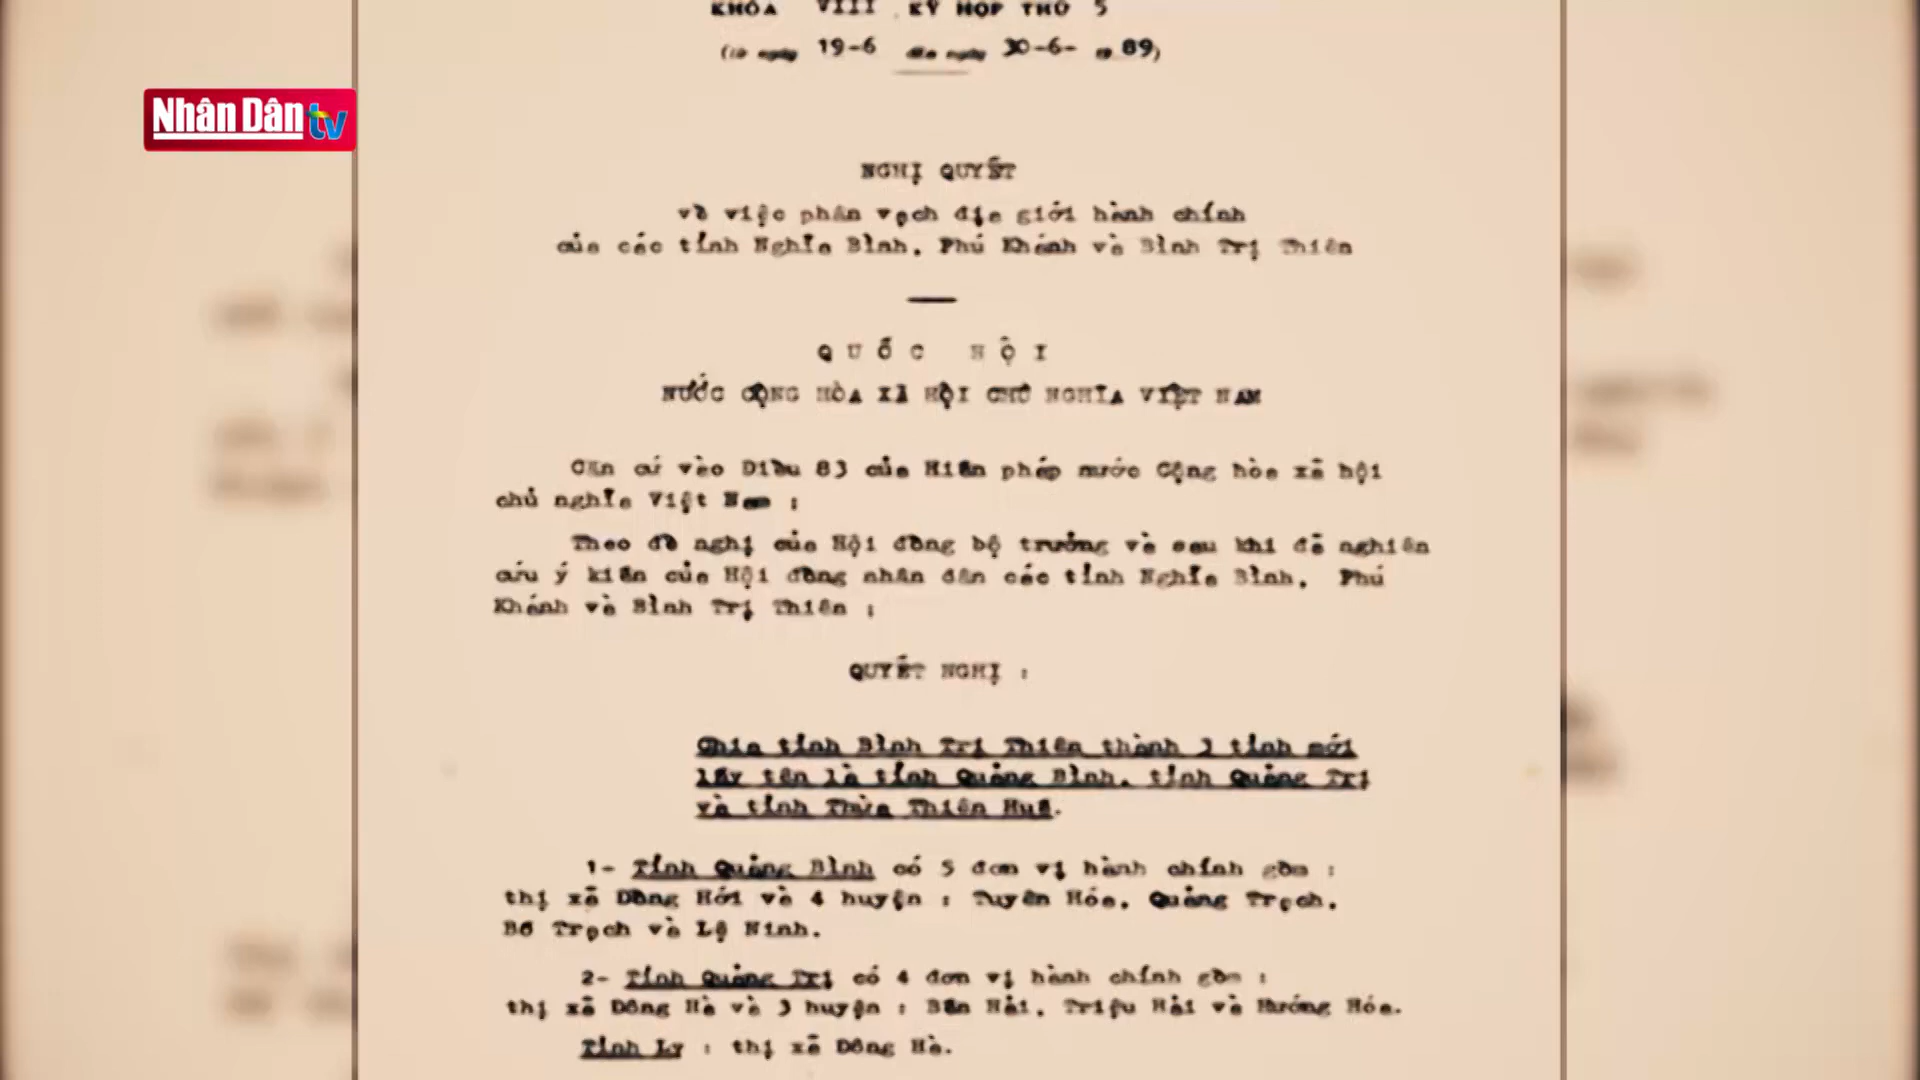 KHÓA VIII KỲ HỌP THỨ 5
(từ ngày 19-6 đến ngày 30-6- 89)
Nhân Dân tv
NGHỊ QUYẾT
về việc phân vạch địa giới hành chính
của các tỉnh Nghĩa Bình, Phú Khánh và Bình Trị Thiên
QUỐC HỘI
NƯỚC CỘNG HÒA XÃ HỘI CHỦ NGHĨA VIỆT NAM
Căn cứ vào Điều 83 của Hiến pháp nước Cộng hòa xã hội
chủ nghĩa Việt Nam ;
Theo đề nghị của Hội đồng bộ trưởng và sau khi đã nghiên
cứu ý kiến của Hội đồng nhân dân các tỉnh Nghĩa Bình, Phú
Khánh và Bình Trị Thiên ;
QUYẾT NGHỊ :
Chia tỉnh Bình Trị Thiên thành 3 tỉnh mới
lấy tên là tỉnh Quảng Bình, tỉnh Quảng Trị
và tỉnh Thừa Thiên Huế.
1- Tỉnh Quảng Bình có 5 đơn vị hành chính gồm :
thị xã Đồng Hới và 4 huyện : Tuyên Hóa, Quảng Trạch,
Bố Trạch và Lệ Ninh.
2- Tỉnh Quảng Trị có 4 đơn vị hành chính gồm :
thị xã Đông Hà và 3 huyện : Bến Hải, Triệu Hải và Hướng Hóa.
Tỉnh Lỵ : thị xã Đông Hà.